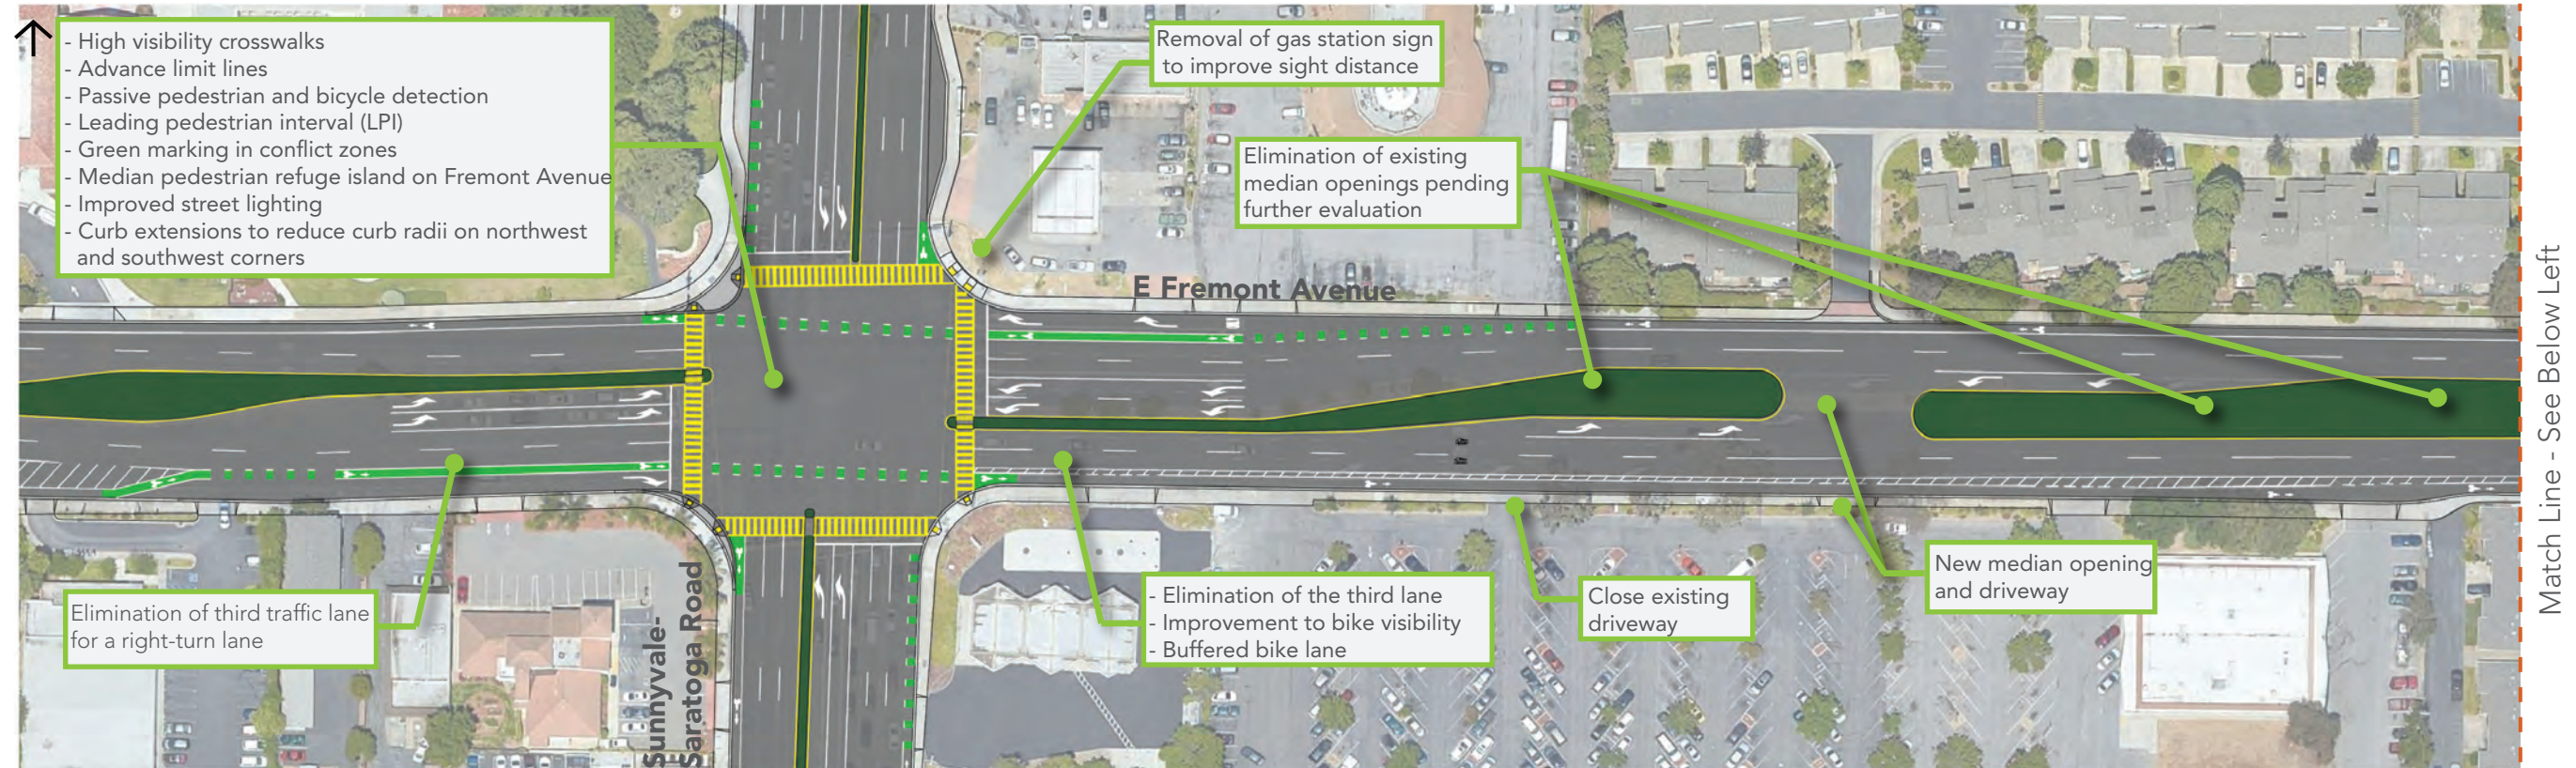 - High visibility crosswalks
- Advance limit lines
- Passive pedestrian and bicycle detection
- Leading pedestrian interval (LPI)
- Green marking in conflict zones
- Median pedestrian refuge island on Fremont Avenue
- Improved street lighting
- Curb extensions to reduce curb radii on northwest
and southwest corners
Removal of gas station sign
to improve sight distance
Elimination of existing
median openings pending
further evaluation
E Fremont Avenue
Match Line - See Below Left
Elimination of third traffic lane
for a right-turn lane
Sunnyvale-
Saratoga Road
- Elimination of the third lane
- Improvement to bike visibility
- Buffered bike lane
Close existing
driveway
New median opening
and driveway